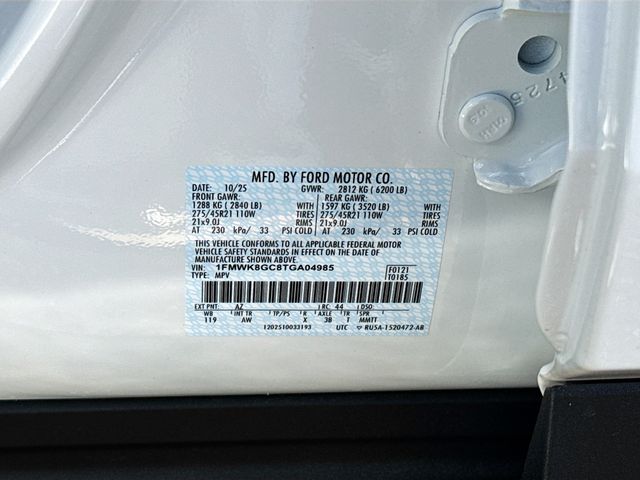 4725
MFD. BY FORD MOTOR CO.
DATE: 10/25 GVWR: 2812 KG ( 6200 LB)
FRONT GAWR: REAR GAWR:
1288 KG ( 2840 LB) WITH 1597 KG ( 3520 LB) WITH
275/45R21 110W TIRES 275/45R21 110W TIRES
21x9.0J RIMS 21x9.0J RIMS
AT 230 kPa/ 33 PSI COLD AT 230 kPa/ 33 PSI COLD
THIS VEHICLE CONFORMS TO ALL APPLICABLE FEDERAL MOTOR
VEHICLE SAFETY STANDARDS IN EFFECT ON THE DATE OF
MANUFACTURE SHOWN ABOVE.
VIN: 1FMWK8GC8TGA04985 F0121
TYPE: MPV T0185
EXT PNT: AZ RC: 44 DSO:
WB INT TR TP/PS R AXLE TR SPR
119 AW X 3B T MMTT
1202510033193 UTC ▽ RU5A-1520472-AB